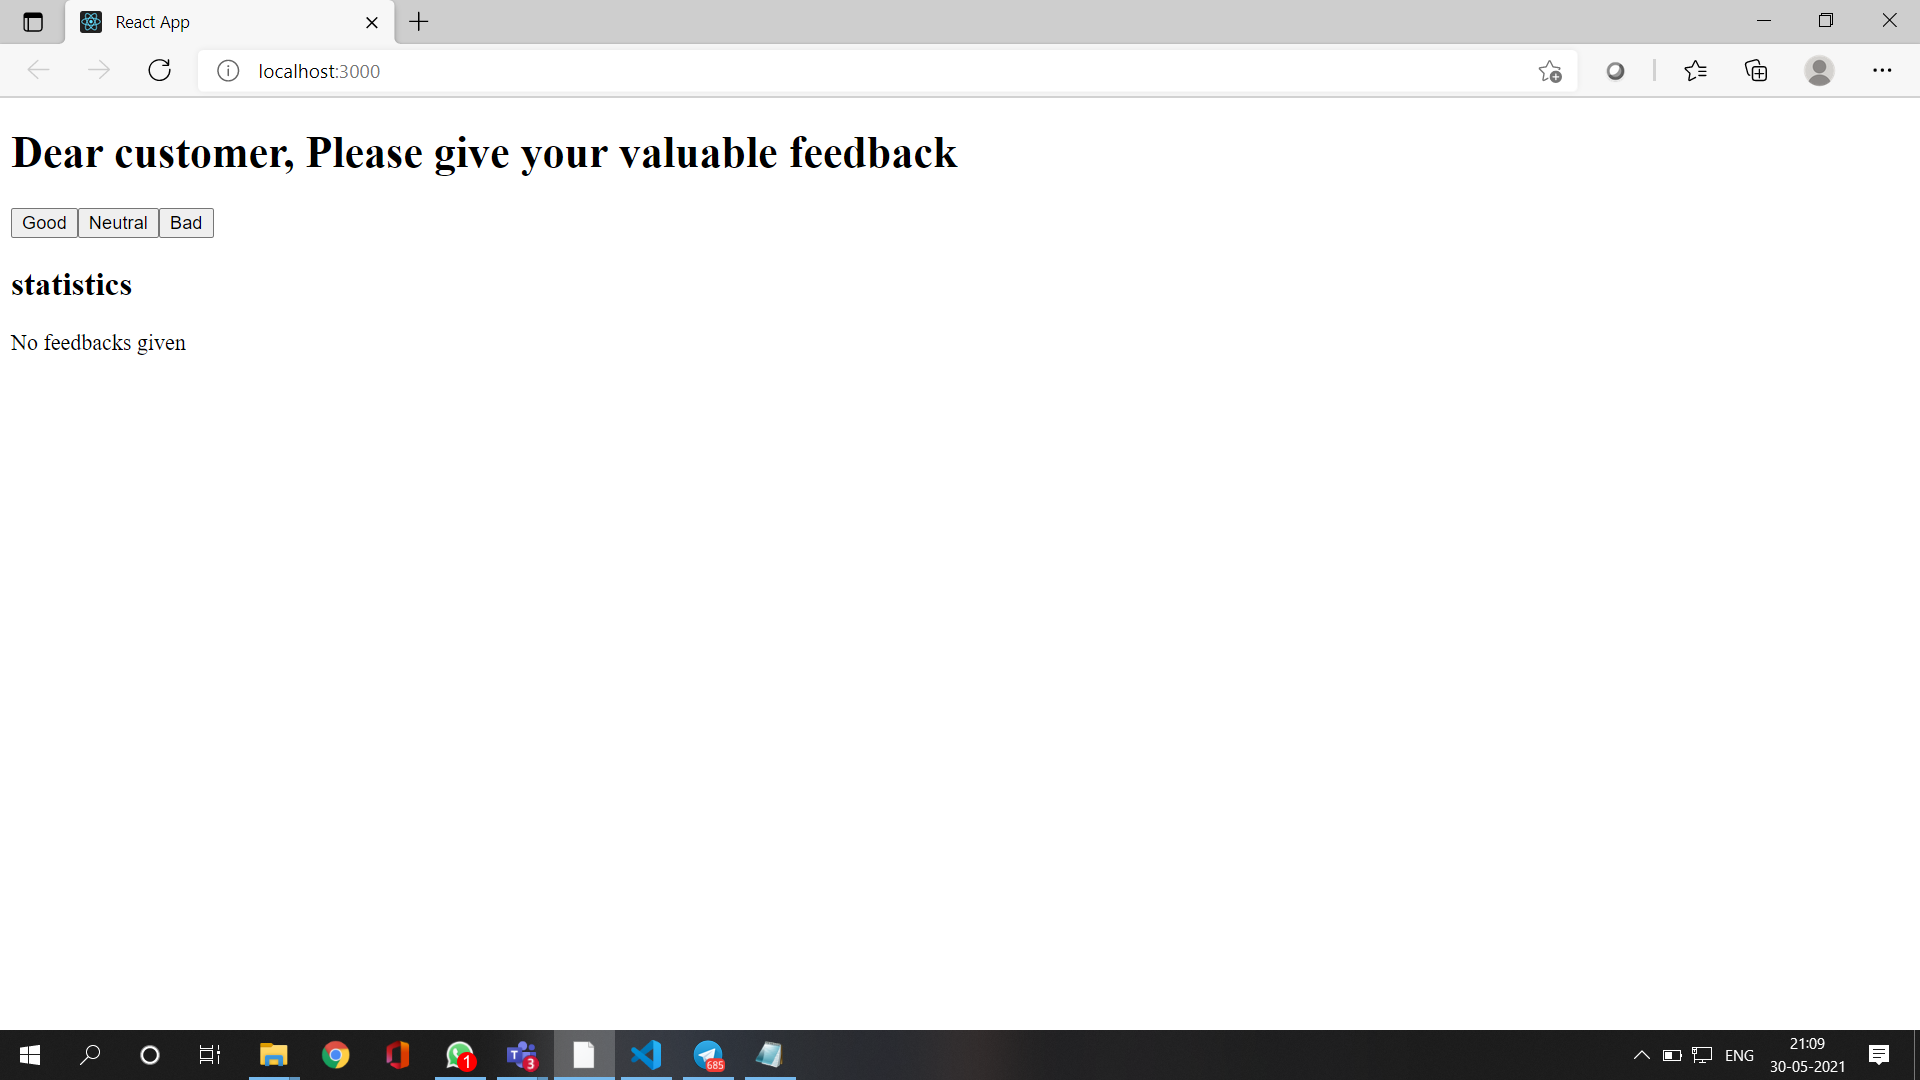 React App
localhost:3000
Dear customer, Please give your valuable feedback
Good Neutral Bad
statistics
No feedbacks given
1
T 3
685
ENG
21:09
30-05-2021